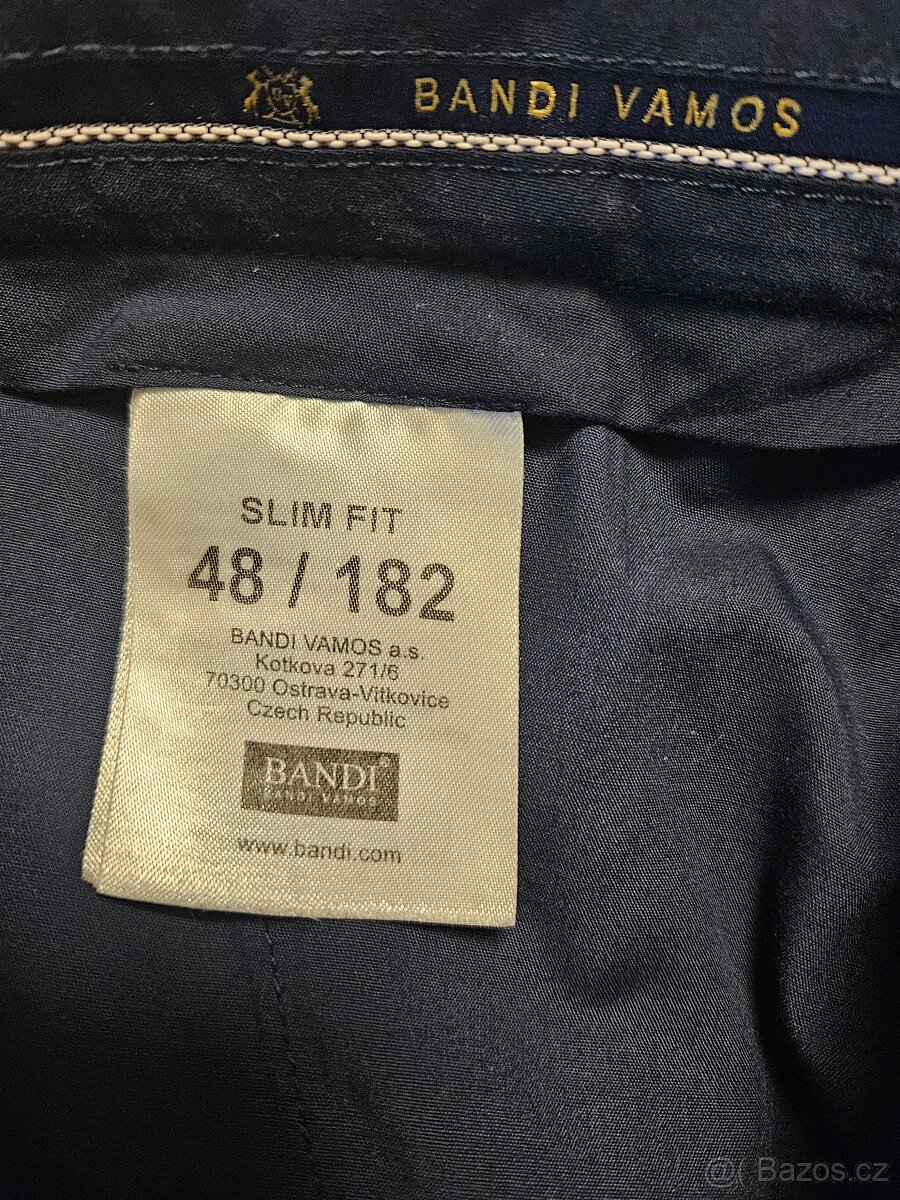 BANDI VAMOS
SLIM FIT
48 / 182
BANDI VAMOS a.s.
Kotkova 271/6
70300 Ostrava-Vitkovice
Czech Republic
BANDI®
BANDI VAMOS
www.bandi.com
@( Bazos.cz